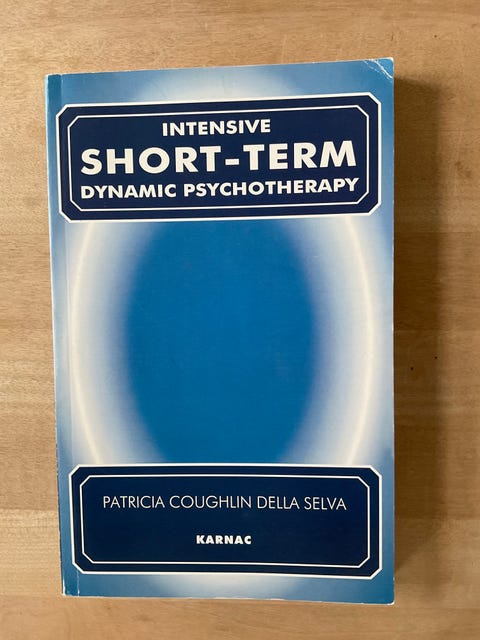 INTENSIVE
SHORT-TERM
DYNAMIC PSYCHOTHERAPY
PATRICIA COUGHLIN DELLA SELVA
KARNAC